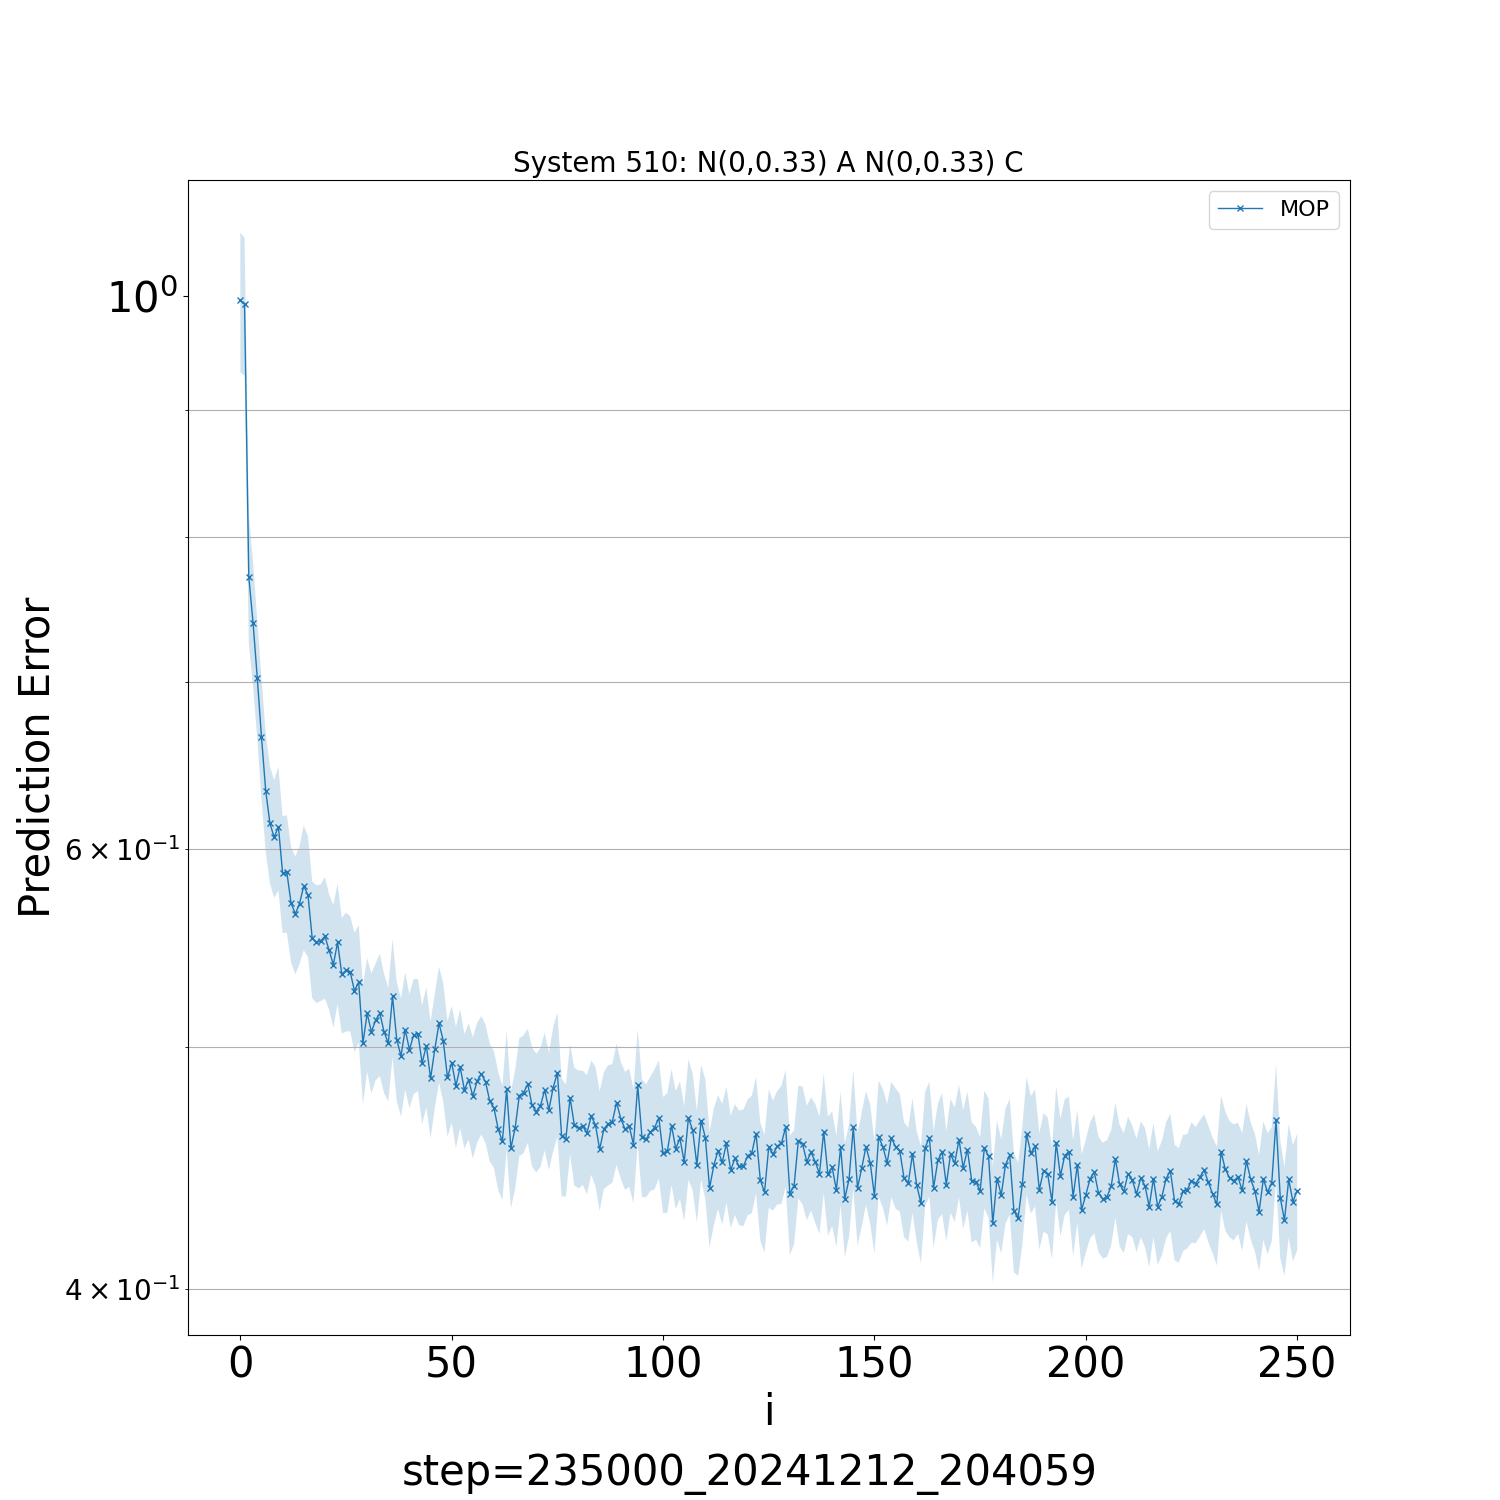 System 510: N(0,0.33) A N(0,0.33) C
MOP
10⁰
6 × 10⁻¹
4 × 10⁻¹
Prediction Error
0 50 100 150 200 250
i
step=235000_20241212_204059